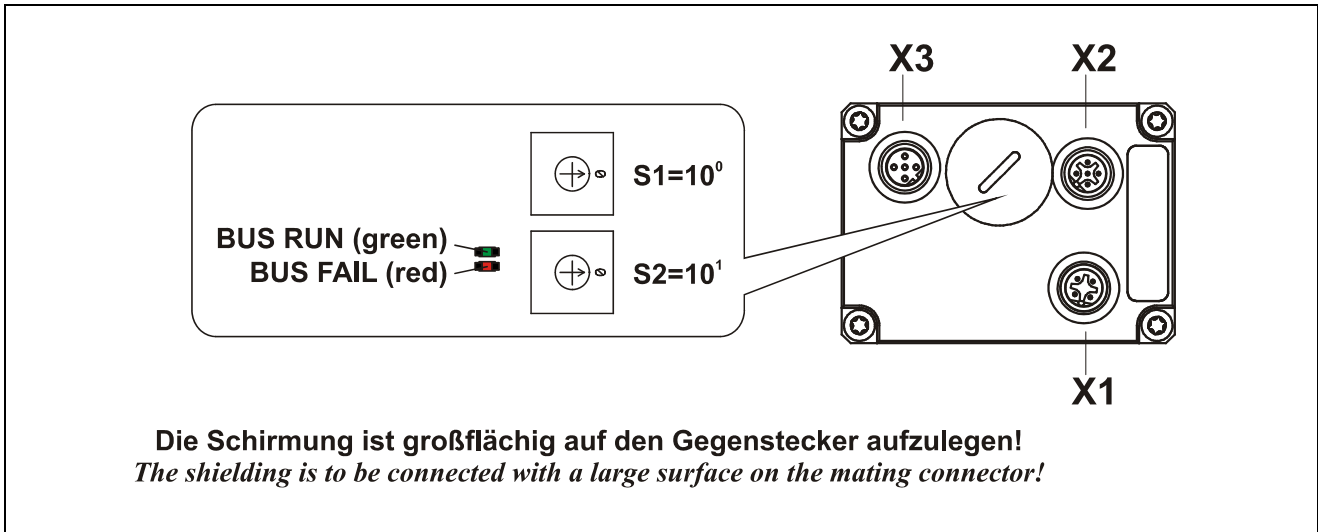 X3
X2
S1=10⁰
BUS RUN (green)
BUS FAIL (red)
S2=10¹
X1
Die Schirmung ist großflächig auf den Gegenstecker aufzulegen!
The shielding is to be connected with a large surface on the mating connector!